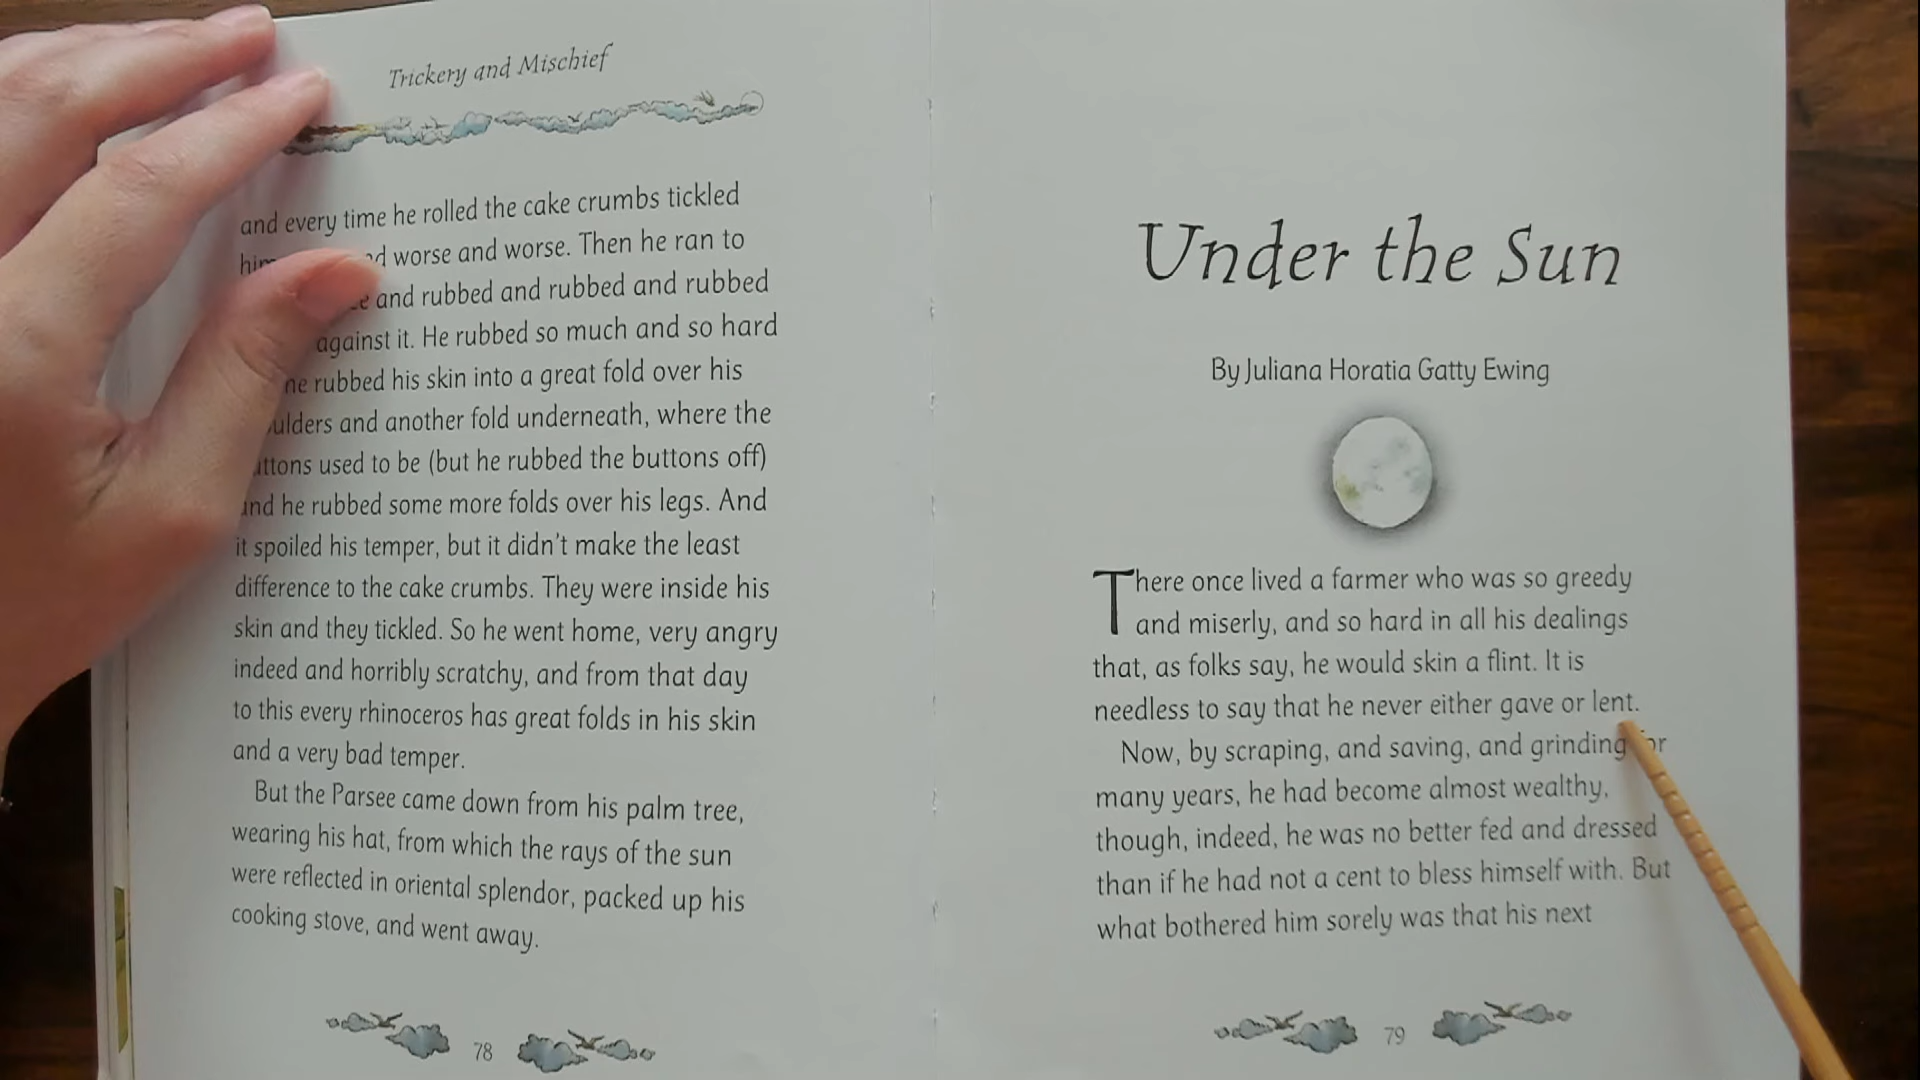 Trickery and Mischief
and every time he rolled the cake crumbs tickled
worse and worse. Then he ran to
and rubbed and rubbed and rubbed
against it. He rubbed so much and so hard
he rubbed his skin into a great fold over his
and another fold underneath, where the
used to be (but he rubbed the buttons off)
and he rubbed some more folds over his legs. And
it spoiled his temper, but it didn't make the least
difference to the cake crumbs. They were inside his
skin and they tickled. So he went home, very angry
indeed and horribly scratchy, and from that day
to this every rhinoceros has great folds in his skin
and a very bad temper.
But the Parsee came down from his palm tree,
wearing his hat, from which the rays of the sun
were reflected in oriental splendor, packed up his
cooking stove, and went away.
78
Under the Sun
By Juliana Horatia Gatty Ewing
There once lived a farmer who was so greedy
and miserly, and so hard in all his dealings
that, as folks say, he would skin a flint. It is
needless to say that he never either gave or lent.
Now, by scraping, and saving, and grinding
many years, he had become almost wealthy,
though, indeed, he was no better fed and dressed
than if he had not a cent to bless himself with. But
what bothered him sorely was that his next
79